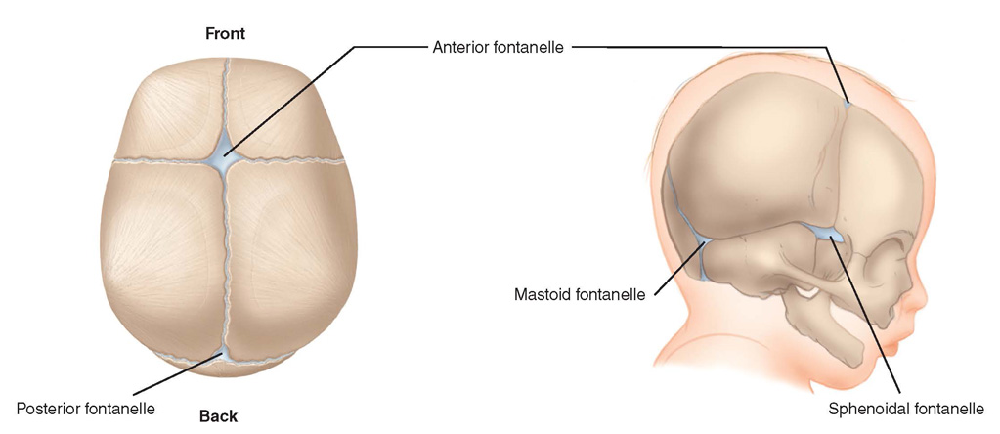 Front
Anterior fontanelle
Mastoid fontanelle
Posterior fontanelle
Back
Sphenoidal fontanelle